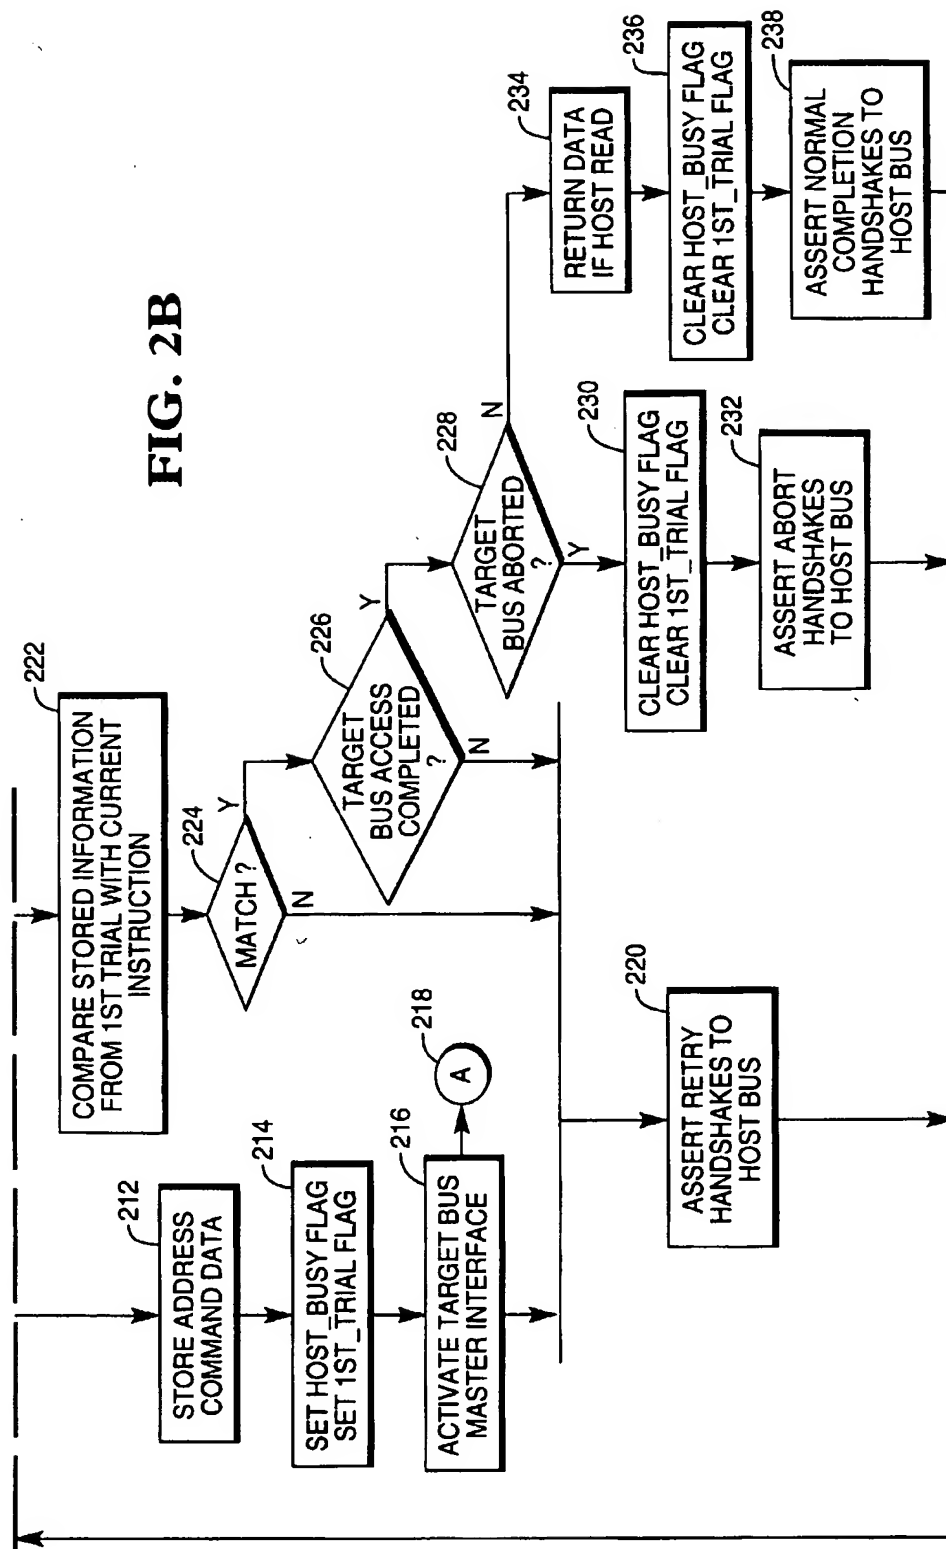 FIG. 2B
222
COMPARE STORED INFORMATION
FROM 1ST TRIAL WITH CURRENT
INSTRUCTION
224
MATCH ?
Y
N
226
TARGET
BUS ACCESS
COMPLETED
?
Y
N
228
TARGET
BUS ABORTED
?
N
Y
234
RETURN DATA
IF HOST READ
236
CLEAR HOST_BUSY FLAG
CLEAR 1ST_TRIAL FLAG
238
ASSERT NORMAL
COMPLETION
HANDSHAKES TO
HOST BUS
230
CLEAR HOST_BUSY FLAG
CLEAR 1ST_TRIAL FLAG
232
ASSERT ABORT
HANDSHAKES
TO HOST BUS
212
STORE ADDRESS
COMMAND DATA
214
SET HOST_BUSY FLAG
SET 1ST_TRIAL FLAG
216
ACTIVATE TARGET BUS
MASTER INTERFACE
218
A
220
ASSERT RETRY
HANDSHAKES TO
HOST BUS